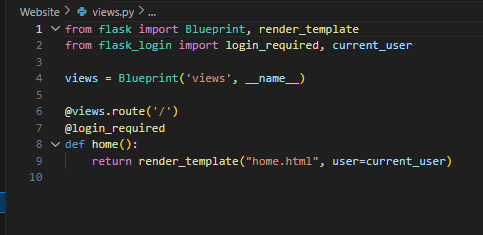 Website > views.py > ...
1 from flask import Blueprint, render_template
2 from flask_login import login_required, current_user
3
4 views = Blueprint('views', __name__)
5
6 @views.route('/')
7 @login_required
8 def home():
9     return render_template("home.html", user=current_user)
10